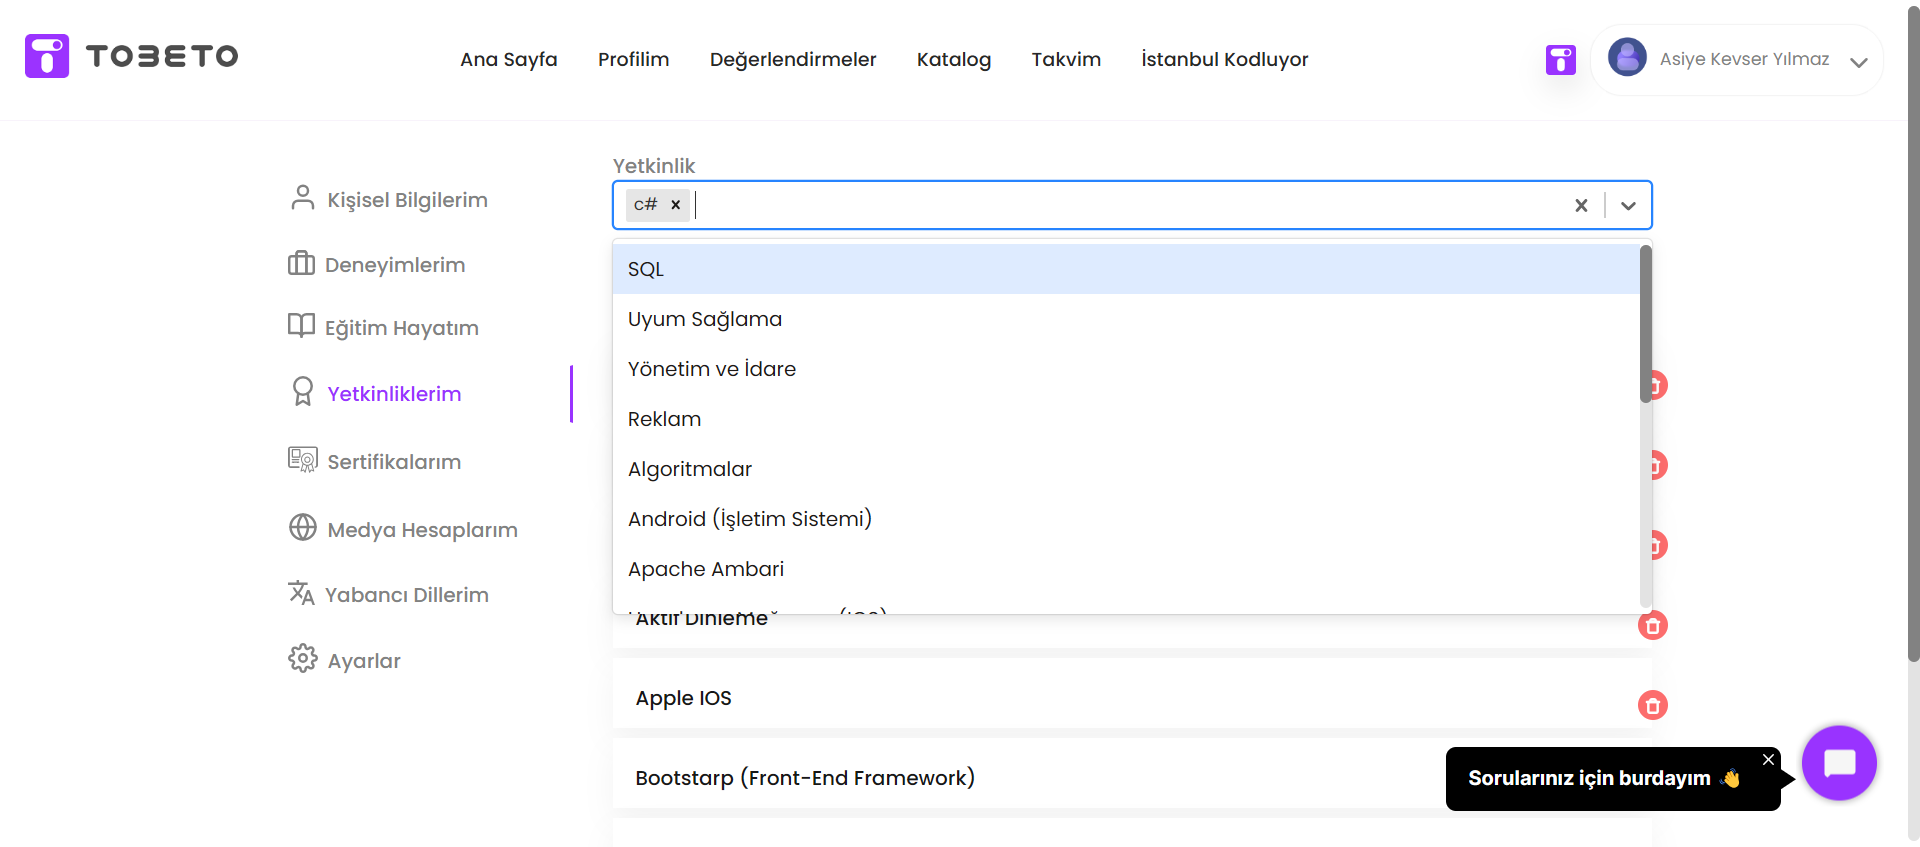 TOBETO
Ana Sayfa
Profilim
Değerlendirmeler
Katalog
Takvim
İstanbul Kodluyor
Asiye Kevser Yılmaz
Kişisel Bilgilerim
Deneyimlerim
Eğitim Hayatım
Yetkinliklerim
Sertifikalarım
Medya Hesaplarım
Yabancı Dillerim
Ayarlar
Yetkinlik
c#
SQL
Uyum Sağlama
Yönetim ve İdare
Reklam
Algoritmalar
Android (İşletim Sistemi)
Apache Ambari
Aktif Dinleme
Apple IOS
Bootstarp (Front-End Framework)
Sorularınız için burdayım 👋